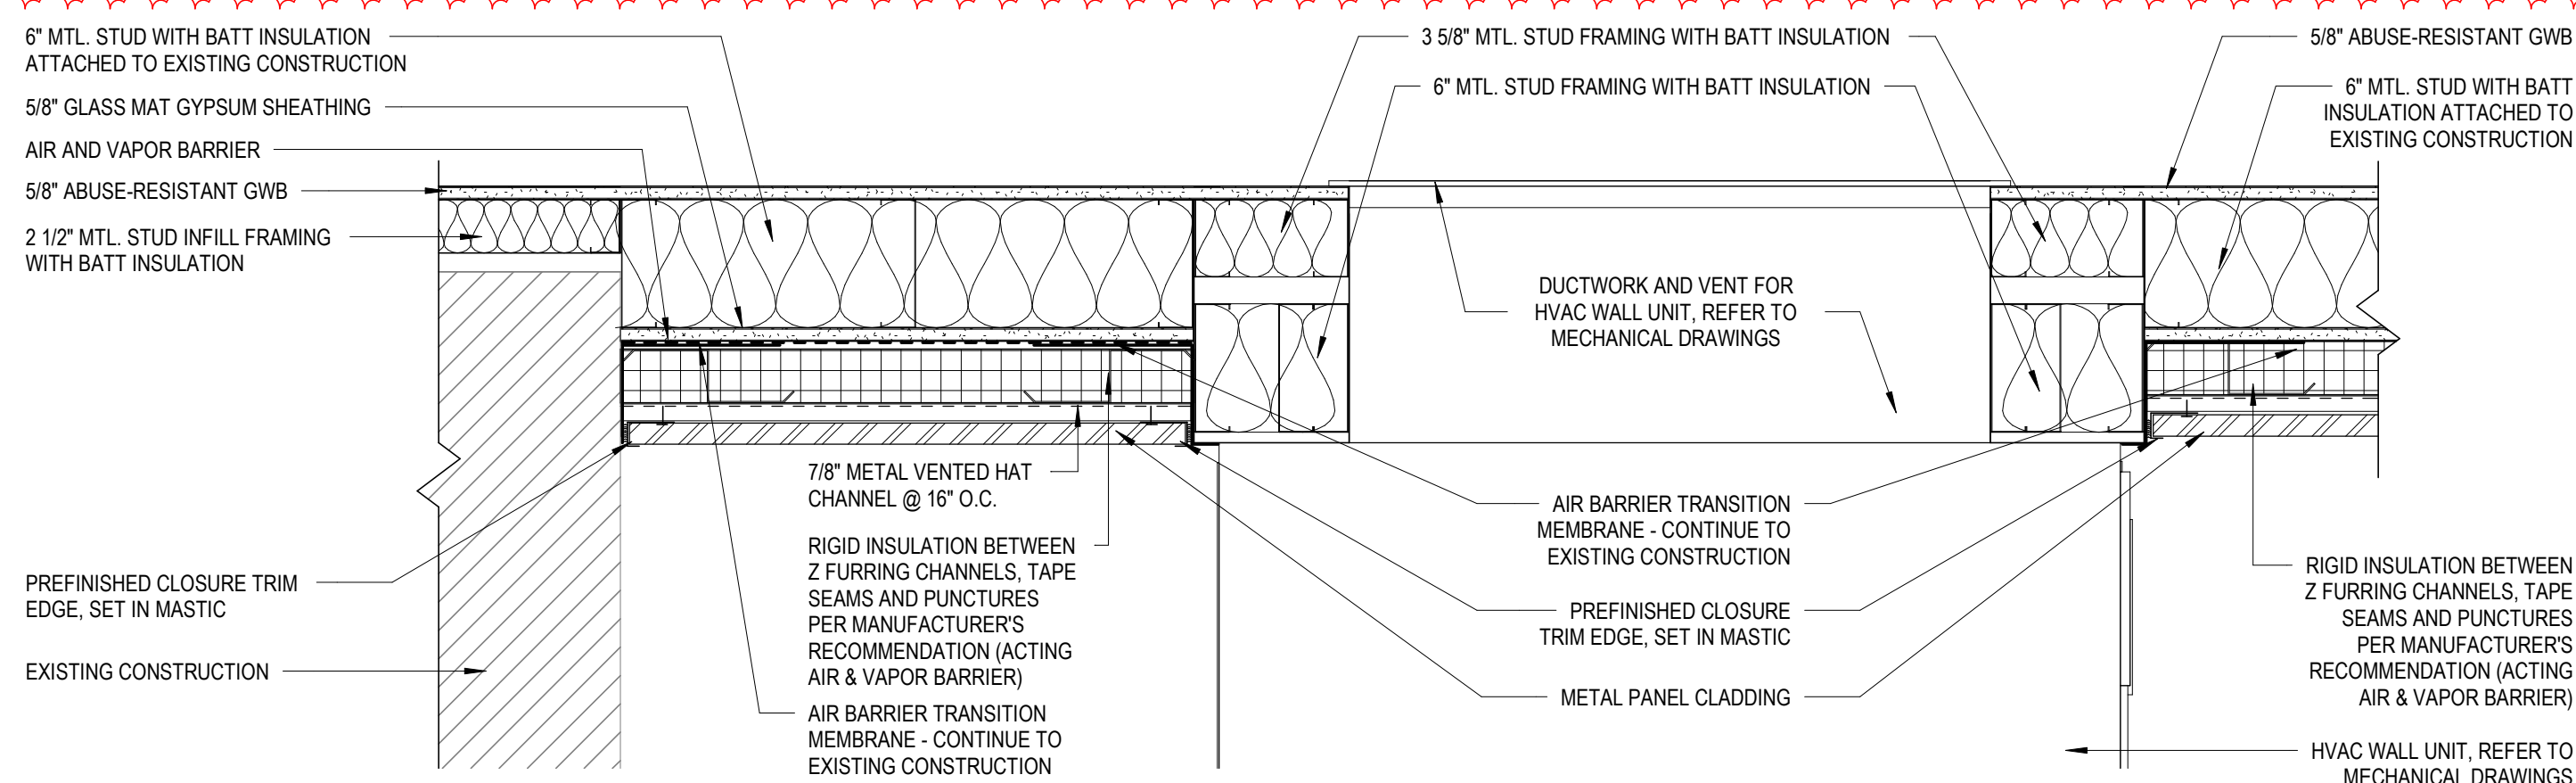 6" MTL. STUD WITH BATT INSULATION
ATTACHED TO EXISTING CONSTRUCTION
5/8" GLASS MAT GYPSUM SHEATHING
AIR AND VAPOR BARRIER
5/8" ABUSE-RESISTANT GWB
2 1/2" MTL. STUD INFILL FRAMING
WITH BATT INSULATION
PREFINISHED CLOSURE TRIM
EDGE, SET IN MASTIC
EXISTING CONSTRUCTION
7/8" METAL VENTED HAT
CHANNEL @ 16" O.C.
RIGID INSULATION BETWEEN
Z FURRING CHANNELS, TAPE
SEAMS AND PUNCTURES
PER MANUFACTURER'S
RECOMMENDATION (ACTING
AIR & VAPOR BARRIER)
AIR BARRIER TRANSITION
MEMBRANE - CONTINUE TO
EXISTING CONSTRUCTION
3 5/8" MTL. STUD FRAMING WITH BATT INSULATION
6" MTL. STUD FRAMING WITH BATT INSULATION
DUCTWORK AND VENT FOR
HVAC WALL UNIT, REFER TO
MECHANICAL DRAWINGS
AIR BARRIER TRANSITION
MEMBRANE - CONTINUE TO
EXISTING CONSTRUCTION
PREFINISHED CLOSURE
TRIM EDGE, SET IN MASTIC
METAL PANEL CLADDING
5/8" ABUSE-RESISTANT GWB
6" MTL. STUD WITH BATT
INSULATION ATTACHED TO
EXISTING CONSTRUCTION
RIGID INSULATION BETWEEN
Z FURRING CHANNELS, TAPE
SEAMS AND PUNCTURES
PER MANUFACTURER'S
RECOMMENDATION (ACTING
AIR & VAPOR BARRIER)
HVAC WALL UNIT, REFER TO
MECHANICAL DRAWINGS